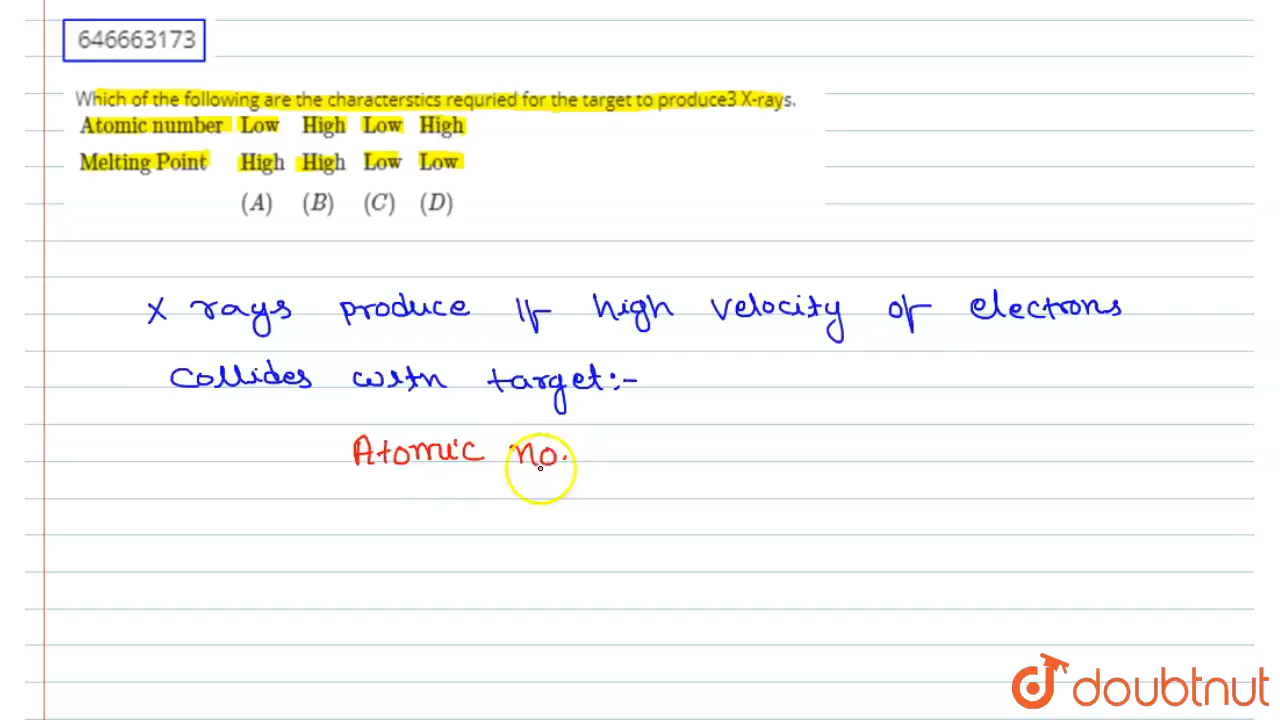 646663173
Which of the following are the characterstics requried for the target to produce3 X-rays.
Atomic number Low High Low High
Melting Point High High Low Low
(A) (B) (C) (D)
X rays produce If high velocity of electrons
collides with target:-
Atomic no.
doubtnut